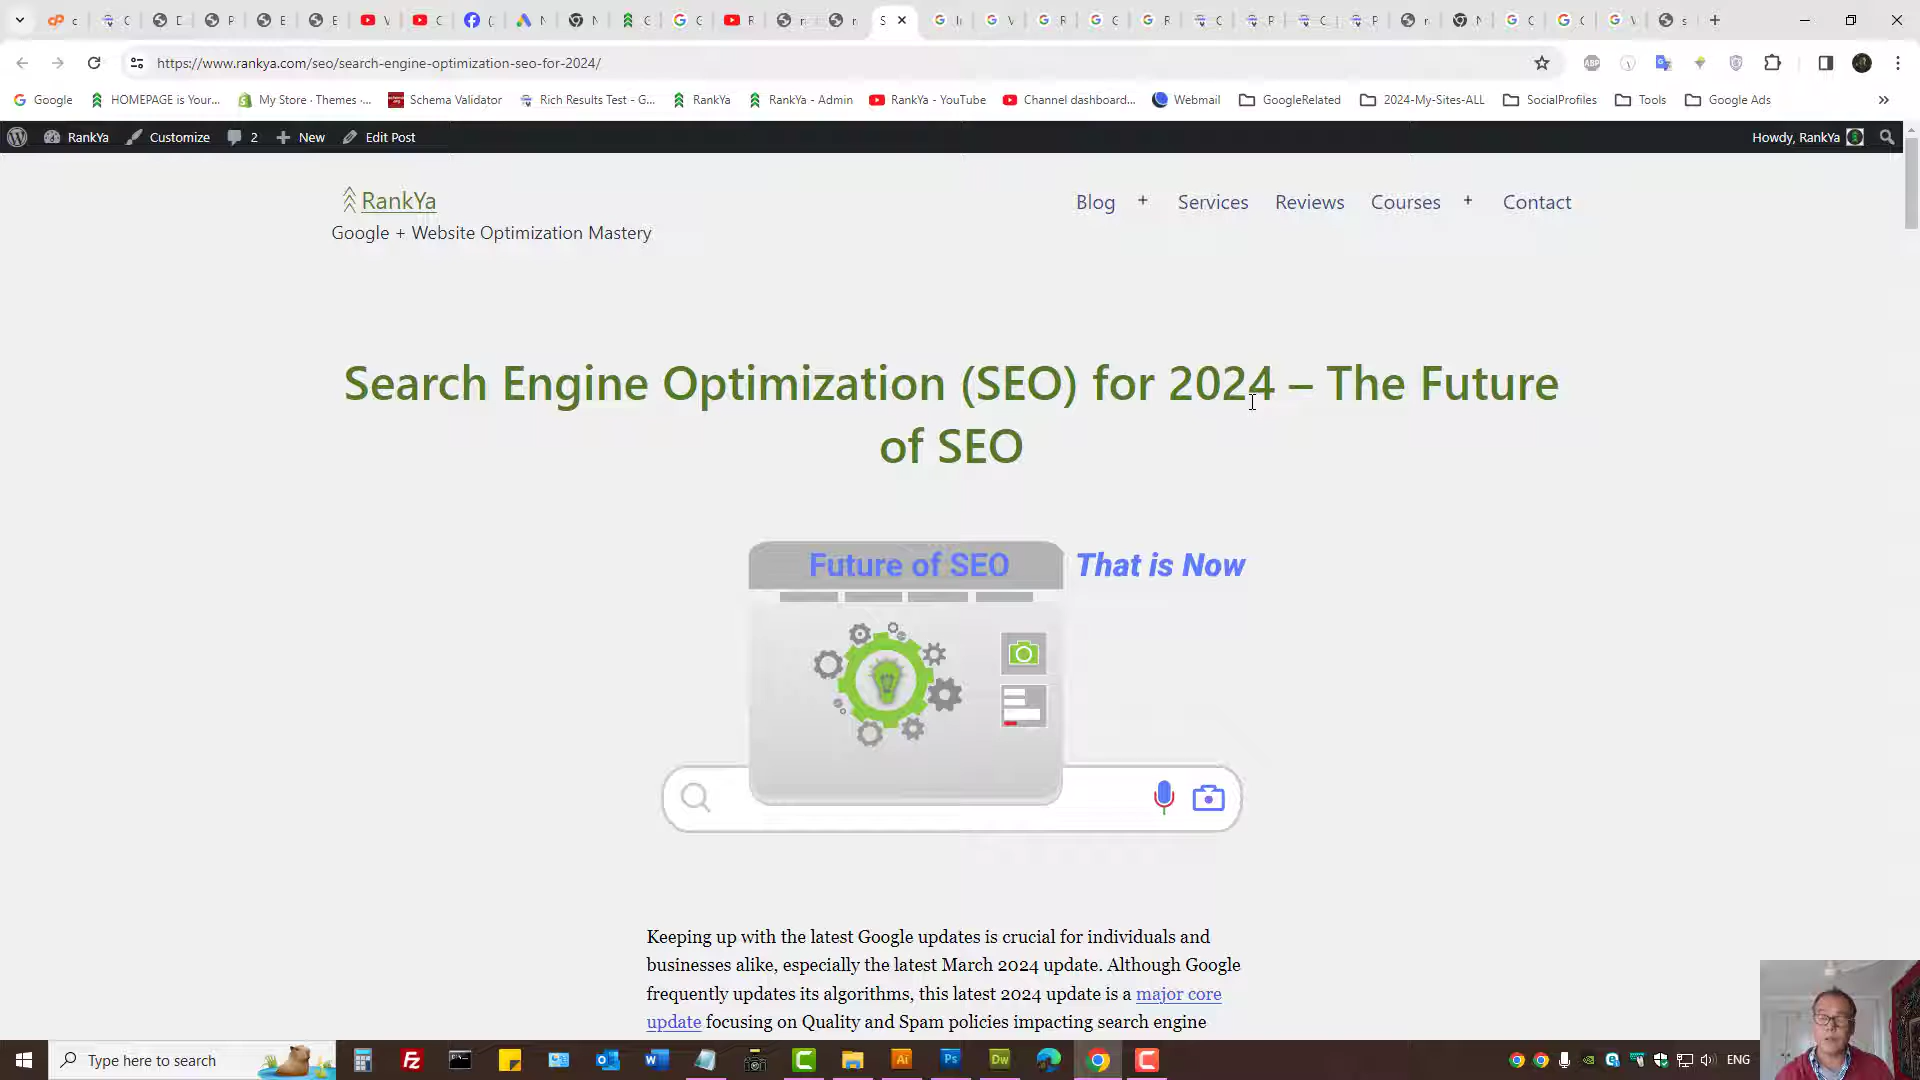 https://www.rankya.com/seo/search-engine-optimization-seo-for-2024/
Google HOMEPAGE is Your... My Store · Themes -... Schema Validator Rich Results Test - G... RankYa RankYa - Admin RankYa - YouTube Channel dashboard... Webmail GoogleRelated 2024-My-Sites-ALL SocialProfiles Tools Google Ads
RankYa Customize 2 New Edit Post Howdy, RankYa
RankYa
Blog + Services Reviews Courses + Contact
Google + Website Optimization Mastery
Search Engine Optimization (SEO) for 2024 – The Future
of SEO
Future of SEO That is Now
Keeping up with the latest Google updates is crucial for individuals and
businesses alike, especially the latest March 2024 update. Although Google
frequently updates its algorithms, this latest 2024 update is a major core
update focusing on Quality and Spam policies impacting search engine
Type here to search
ENG